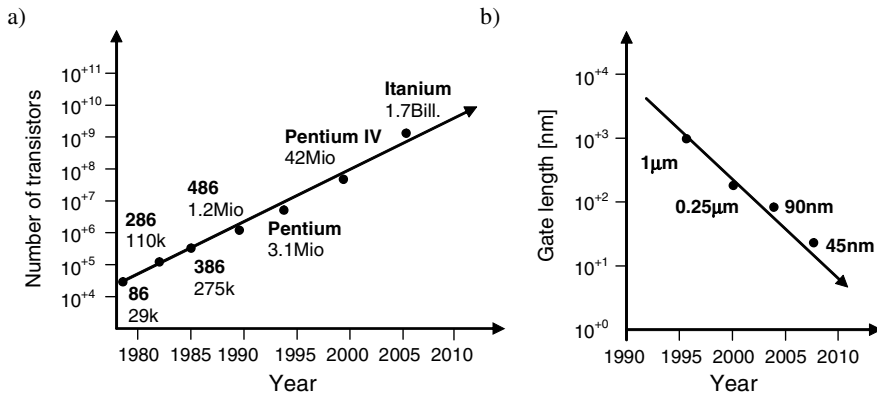 a)
Number of transistors
10+11
10+10
10+9
10+8
10+7
10+6
10+5
10+4
86
29k
286
110k
386
275k
486
1.2Mio
Pentium
3.1Mio
Pentium IV
42Mio
Itanium
1.7Bill.
1980 1985 1990 1995 2000 2005 2010
Year
b)
Gate length [nm]
10+4
10+3
10+2
10+1
10+0
1μm
0.25μm
90nm
45nm
1990 1995 2000 2005 2010
Year